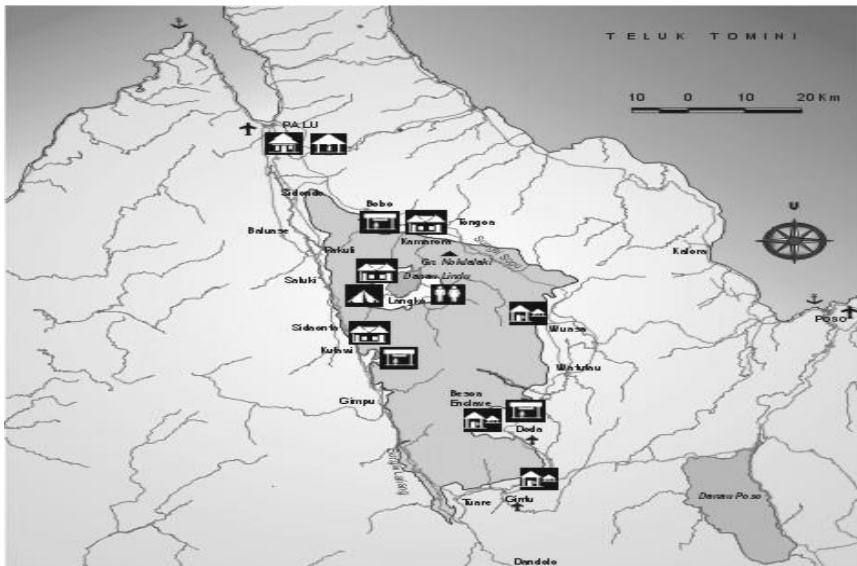 TELUK TOMINI
10 0 10 20 Km
PALU
Sidondo
Bobo
Tongoa
Baluase
Kamarora
Pakuli
Gn. Nokilalaki
Kalora
U
Saluki
Danau Lindu
Langko
Wuasa
POSO
Sidaonta
Kulawi
Watutau
Gimpu
Besoa
Enclave
Doda
Tuare
Gintu
Danau Poso
Dandolo